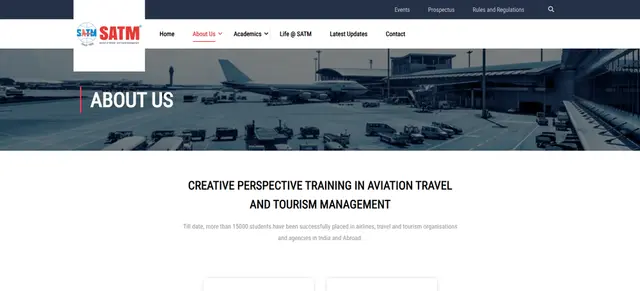 Events Prospectus Rules and Regulations
SATM SATM
Home About Us Academics Life @ SATM Latest Updates Contact
ABOUT US
CREATIVE PERSPECTIVE TRAINING IN AVIATION TRAVEL
AND TOURISM MANAGEMENT
Till date, more than 15000 students have been successfully placed in airlines, travel and tourism organisations
and agencies in India and Abroad